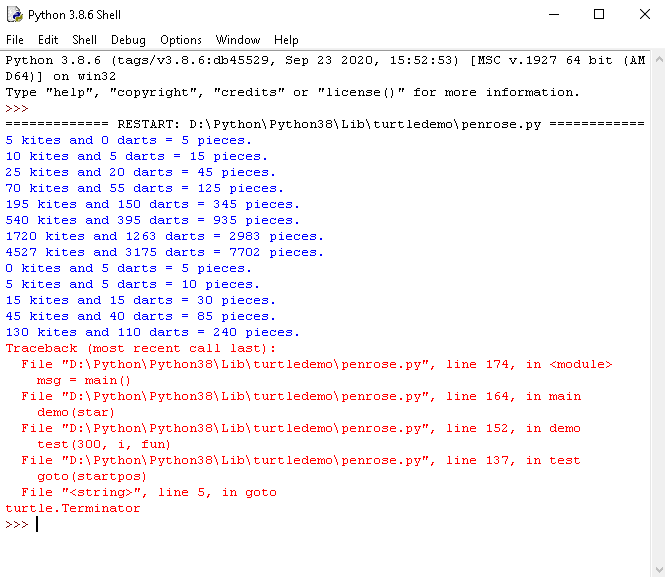 Python 3.8.6 Shell
File Edit Shell Debug Options Window Help
Python 3.8.6 (tags/v3.8.6:db45529, Sep 23 2020, 15:52:53) [MSC v.1927 64 bit (AM
D64)] on win32
Type "help", "copyright", "credits" or "license()" for more information.
>>>
============= RESTART: D:\Python\Python38\Lib\turtledemo\penrose.py ============
5 kites and 0 darts = 5 pieces.
10 kites and 5 darts = 15 pieces.
25 kites and 20 darts = 45 pieces.
70 kites and 55 darts = 125 pieces.
195 kites and 150 darts = 345 pieces.
540 kites and 395 darts = 935 pieces.
1720 kites and 1263 darts = 2983 pieces.
4527 kites and 3175 darts = 7702 pieces.
0 kites and 5 darts = 5 pieces.
5 kites and 5 darts = 10 pieces.
15 kites and 15 darts = 30 pieces.
45 kites and 40 darts = 85 pieces.
130 kites and 110 darts = 240 pieces.
Traceback (most recent call last):
  File "D:\Python\Python38\Lib\turtledemo\penrose.py", line 174, in <module>
    msg = main()
  File "D:\Python\Python38\Lib\turtledemo\penrose.py", line 164, in main
    demo(star)
  File "D:\Python\Python38\Lib\turtledemo\penrose.py", line 152, in demo
    test(300, i, fun)
  File "D:\Python\Python38\Lib\turtledemo\penrose.py", line 137, in test
    goto(startpos)
  File "<string>", line 5, in goto
turtle.Terminator
>>>